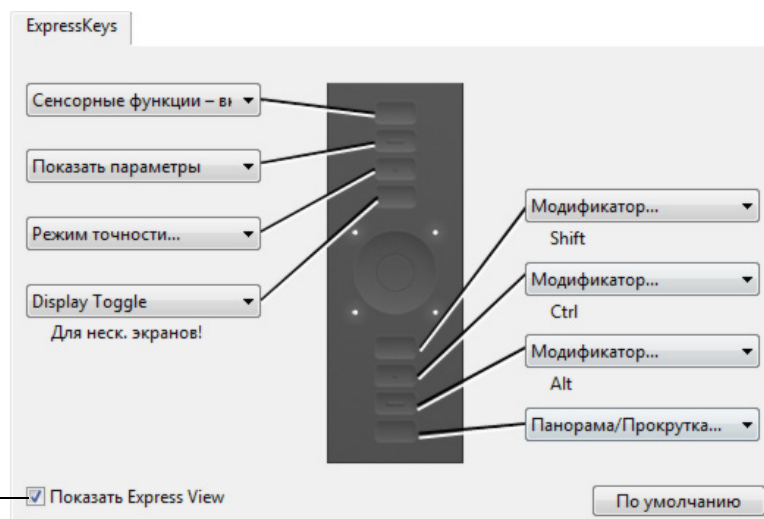 ExpressKeys
Сенсорные функции – вк
Показать параметры
Режим точности...
Display Toggle
Для неск. экранов!
Модификатор...
Shift
Модификатор...
Ctrl
Модификатор...
Alt
Панорама/Прокрутка...
Показать Express View
По умолчанию